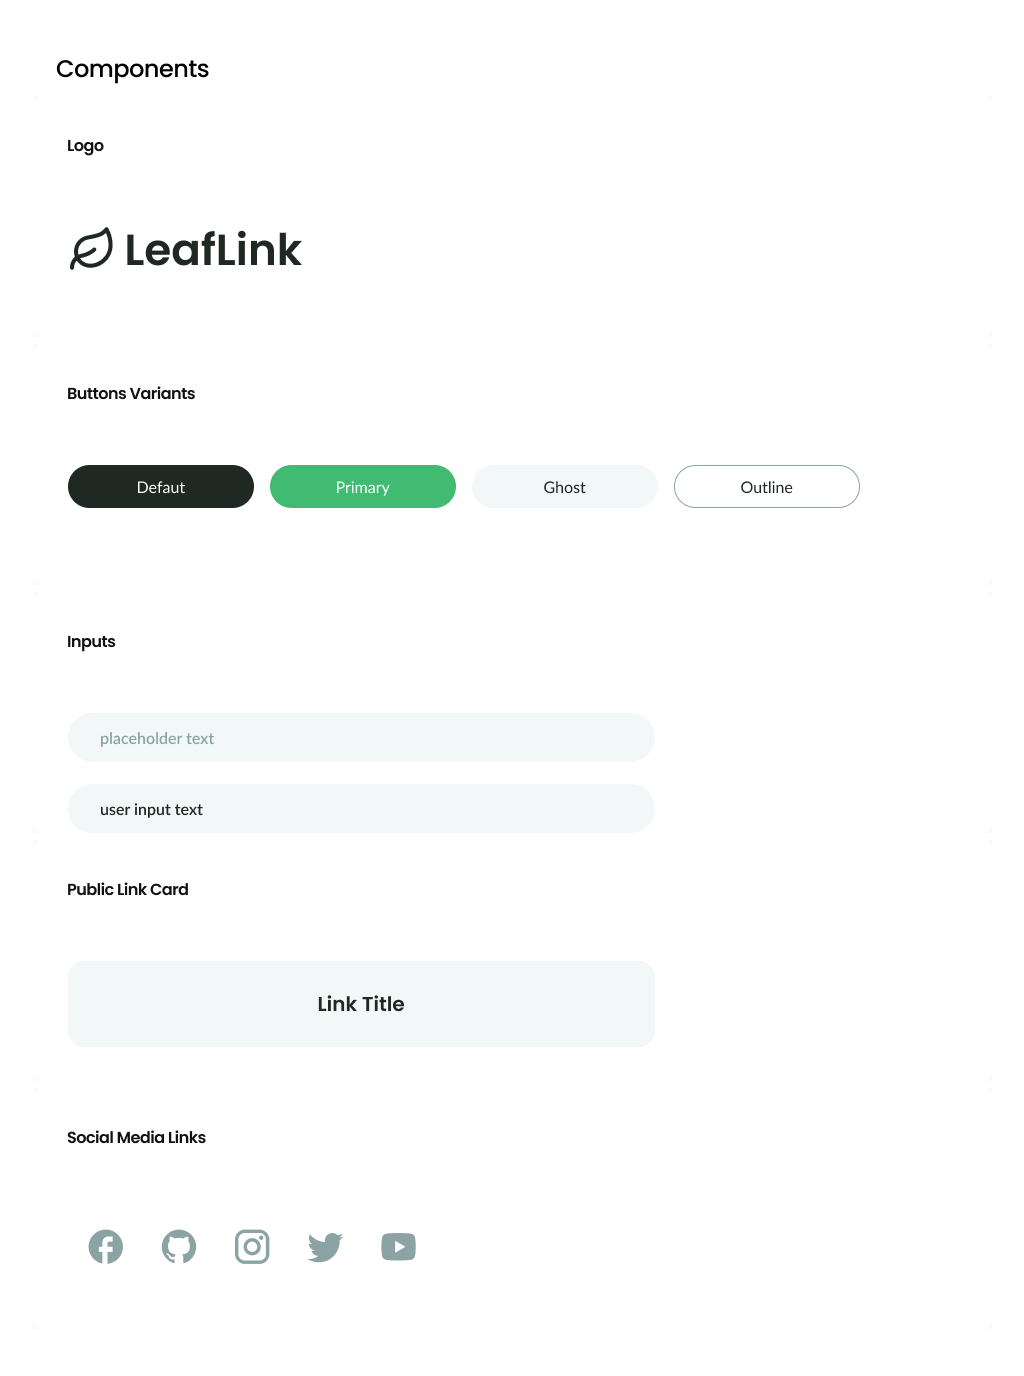 Components
Logo
LeafLink
Buttons Variants
Defaut
Primary
Ghost
Outline
Inputs
placeholder text
user input text
Public Link Card
Link Title
Social Media Links